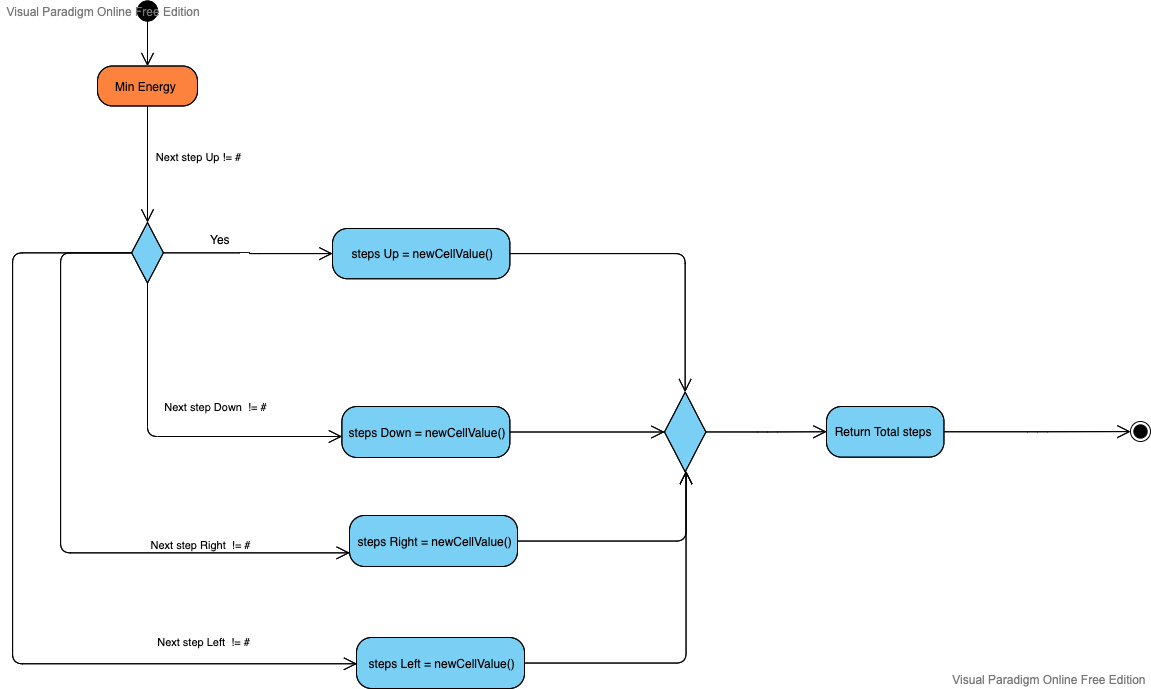 Visual Paradigm Online Free Edition
Min Energy
Next step Up != #
Yes
steps Up = newCellValue()
Next step Down != #
steps Down = newCellValue()
Return Total steps
Next step Right != #
steps Right = newCellValue()
Next step Left != #
steps Left = newCellValue()
Visual Paradigm Online Free Edition